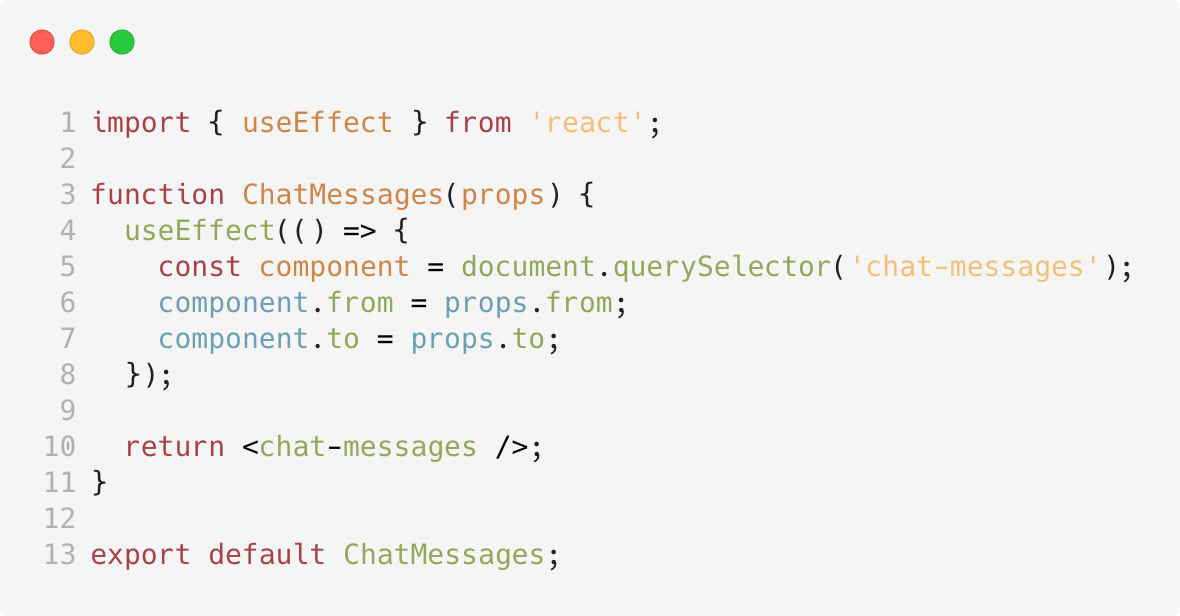 1 import { useEffect } from 'react';
2
3 function ChatMessages(props) {
4   useEffect(() => {
5     const component = document.querySelector('chat-messages');
6     component.from = props.from;
7     component.to = props.to;
8   });
9
10   return <chat-messages />;
11 }
12
13 export default ChatMessages;